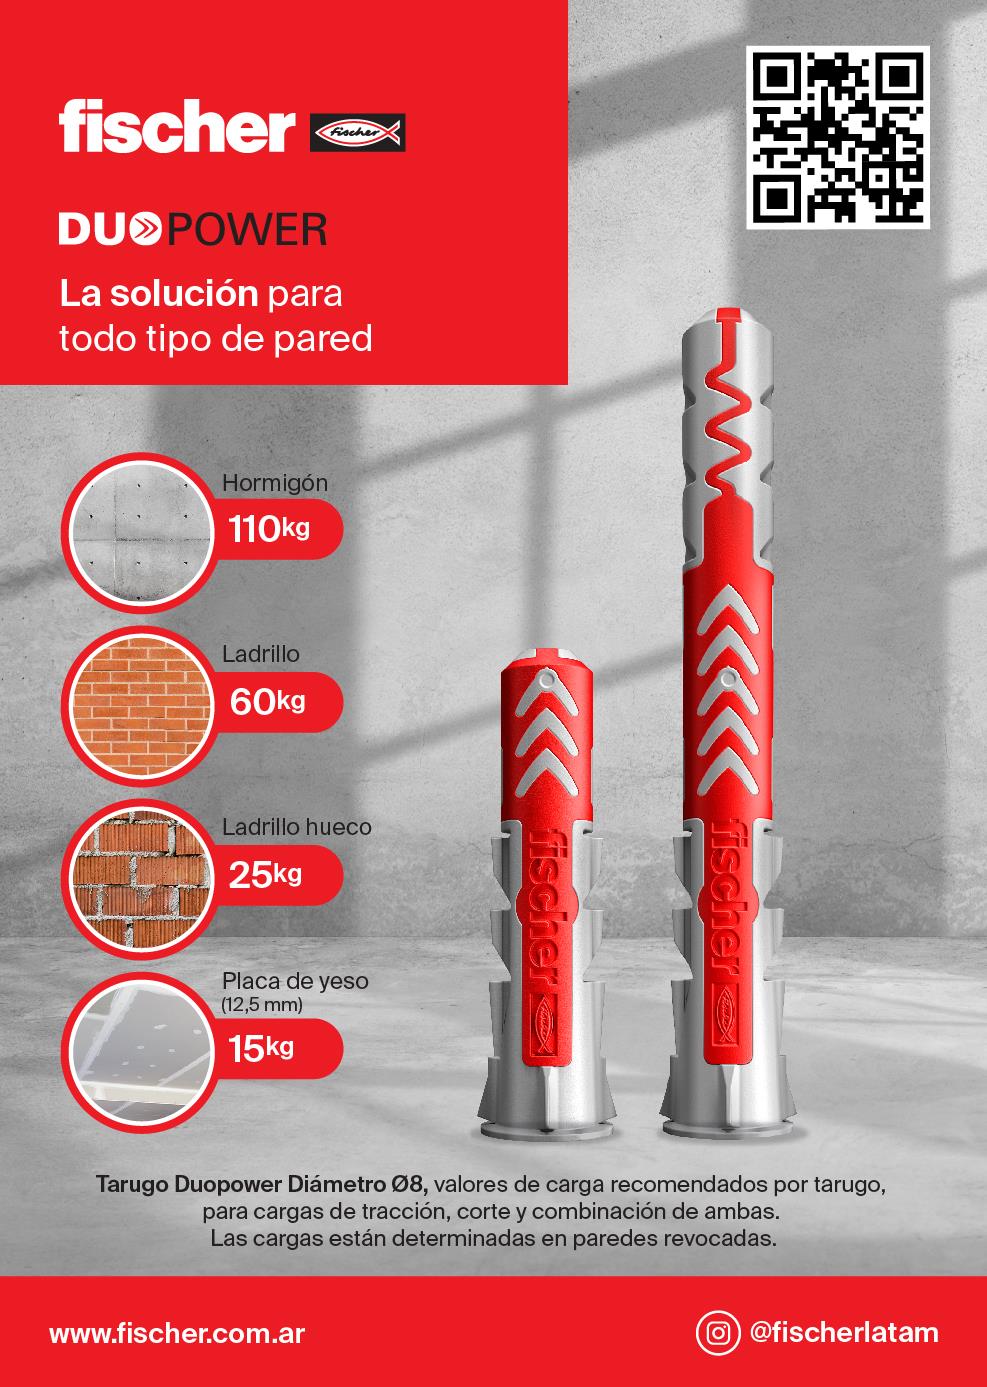 fischer fischer
DUOPOWER
La solución para
todo tipo de pared
Hormigón
110kg
Ladrillo
60kg
Ladrillo hueco
25kg
Placa de yeso
(12,5 mm)
15kg
fischer
fischer
Tarugo Duopower Diámetro Ø8, valores de carga recomendados por tarugo,
para cargas de tracción, corte y combinación de ambas.
Las cargas están determinadas en paredes revocadas.
www.fischer.com.ar
@fischerlatam